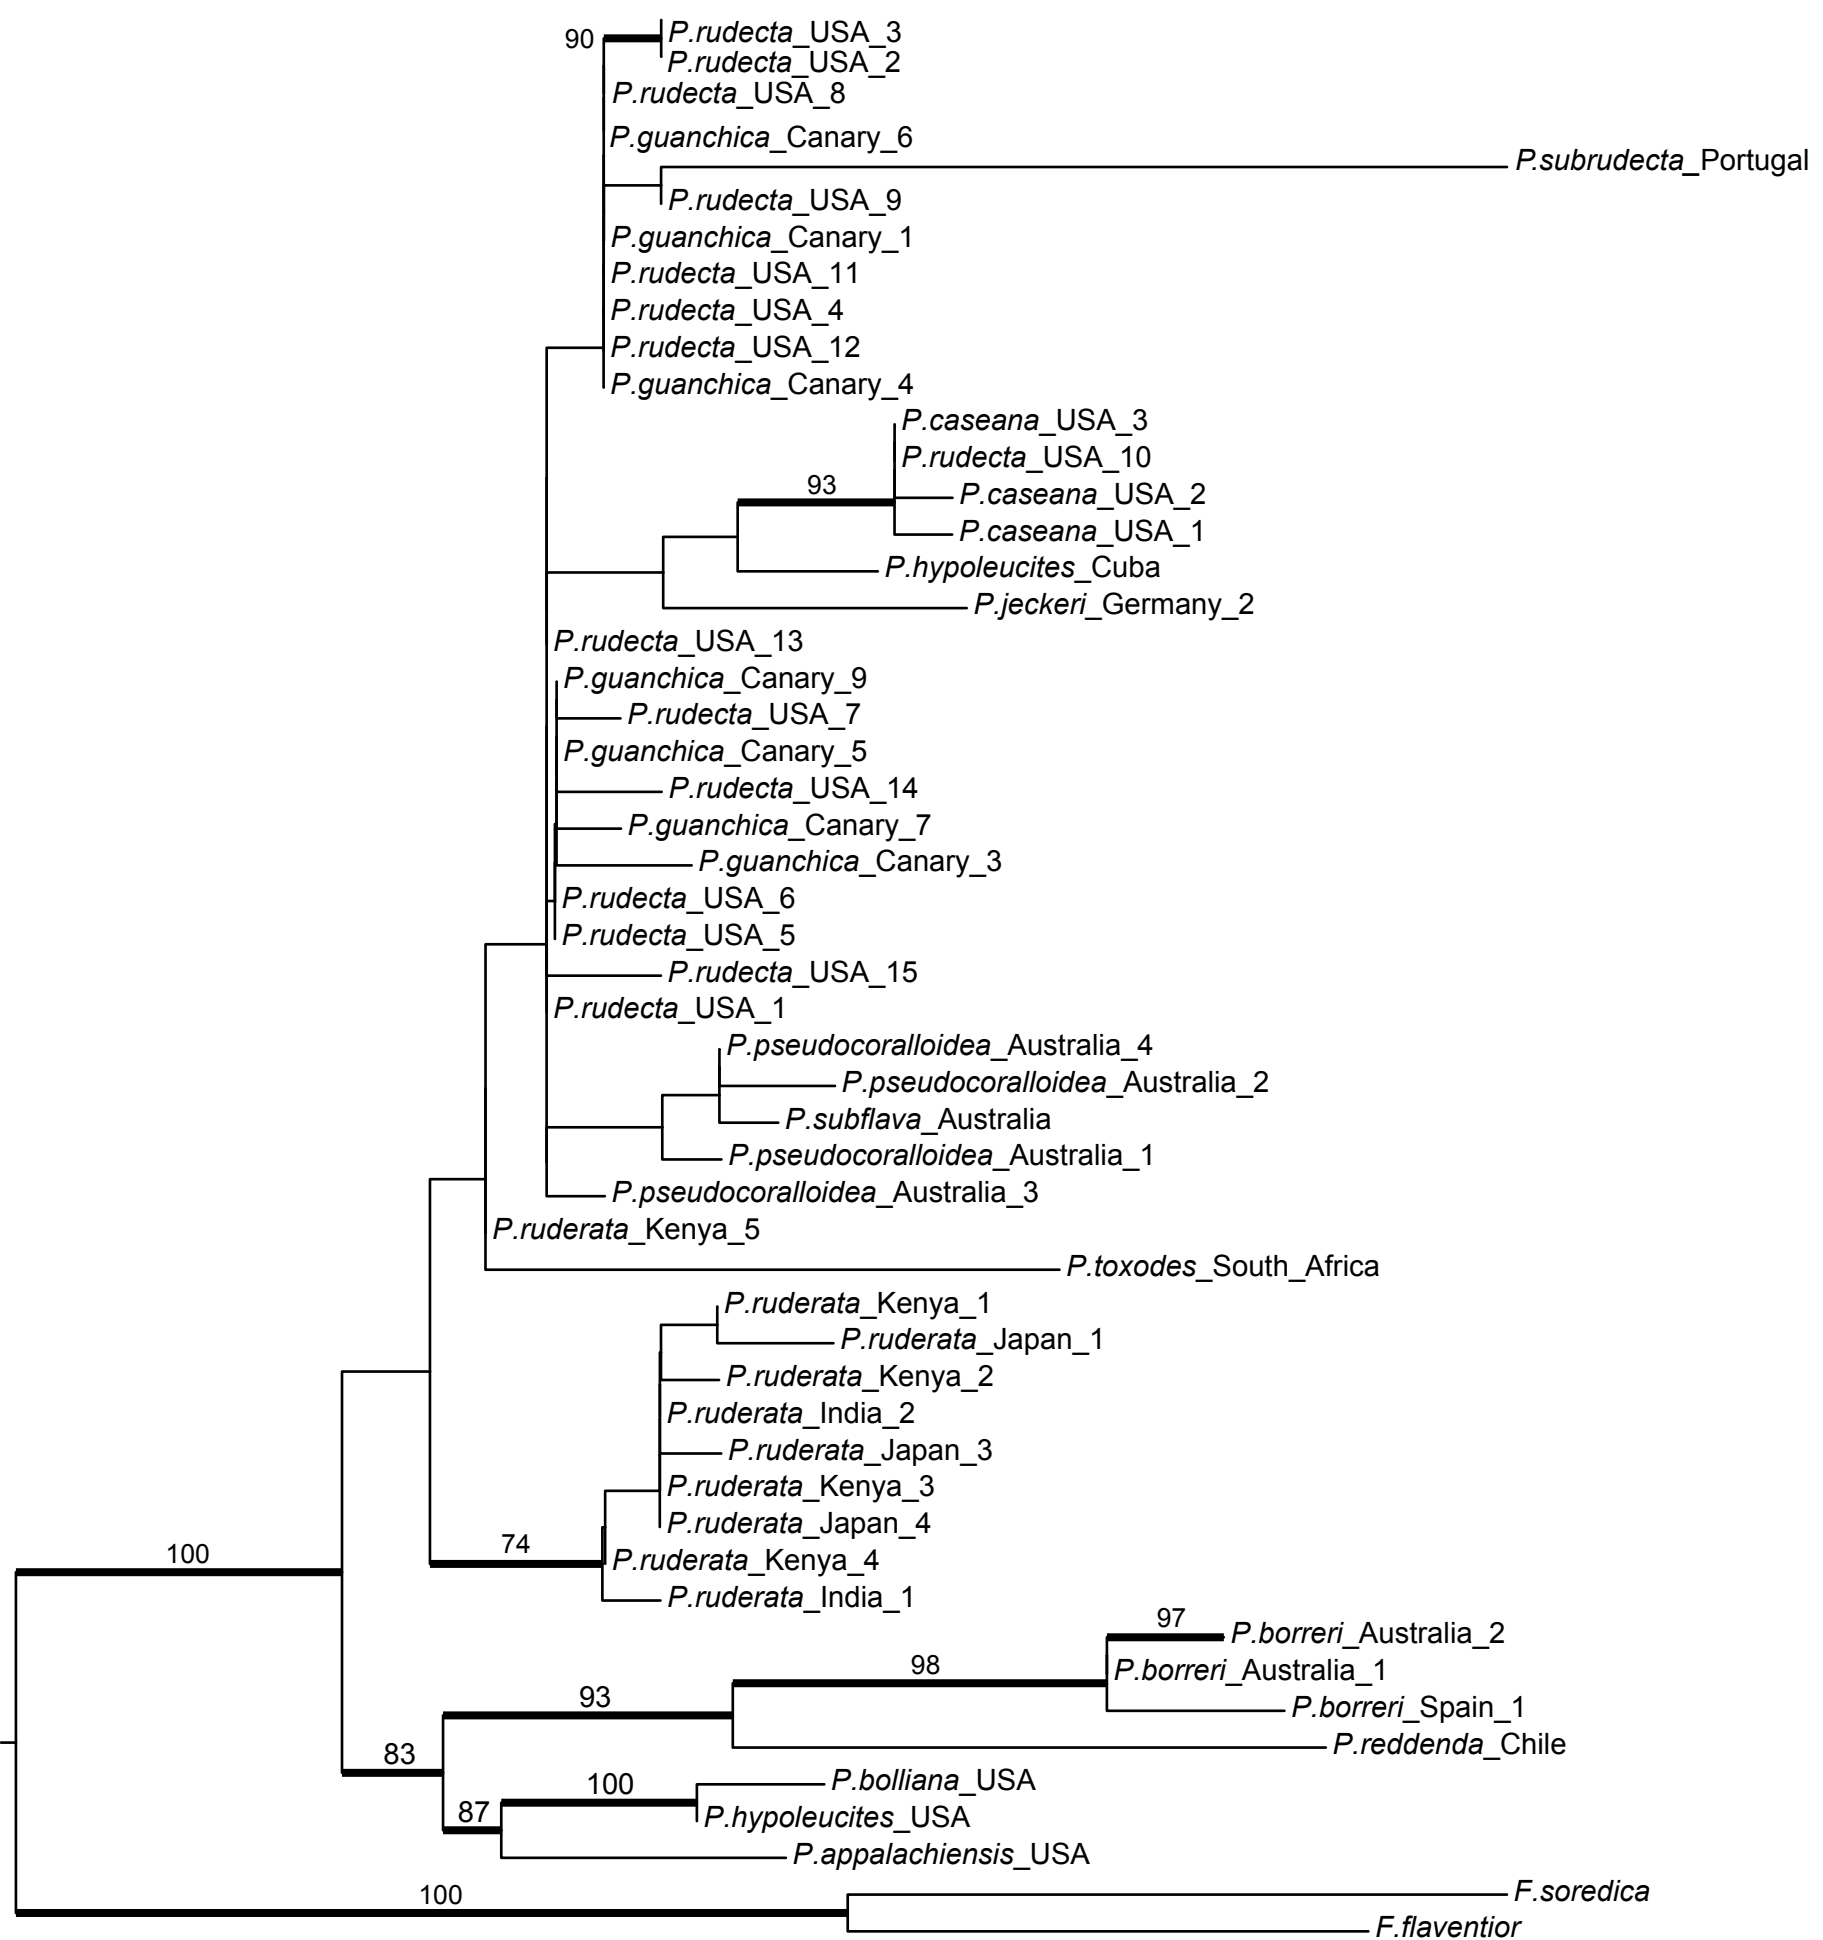 90
P.rudecta_USA_3
P.rudecta_USA_2
P.rudecta_USA_8
P.guanchica_Canary_6
P.subrudecta_Portugal
P.rudecta_USA_9
P.guanchica_Canary_1
P.rudecta_USA_11
P.rudecta_USA_4
P.rudecta_USA_12
P.guanchica_Canary_4
P.caseana_USA_3
P.rudecta_USA_10
93
P.caseana_USA_2
P.caseana_USA_1
P.hypoleucites_Cuba
P.jeckeri_Germany_2
P.rudecta_USA_13
P.guanchica_Canary_9
P.rudecta_USA_7
P.guanchica_Canary_5
P.rudecta_USA_14
P.guanchica_Canary_7
P.guanchica_Canary_3
P.rudecta_USA_6
P.rudecta_USA_5
P.rudecta_USA_15
P.rudecta_USA_1
P.pseudocoralloidea_Australia_4
P.pseudocoralloidea_Australia_2
P.subflava_Australia
P.pseudocoralloidea_Australia_1
P.pseudocoralloidea_Australia_3
P.ruderata_Kenya_5
P.toxodes_South_Africa
P.ruderata_Kenya_1
P.ruderata_Japan_1
P.ruderata_Kenya_2
P.ruderata_India_2
P.ruderata_Japan_3
P.ruderata_Kenya_3
P.ruderata_Japan_4
74
100
P.ruderata_Kenya_4
P.ruderata_India_1
97
P.borreri_Australia_2
98
P.borreri_Australia_1
93
P.borreri_Spain_1
P.reddenda_Chile
83
100
P.bolliana_USA
87
P.hypoleucites_USA
P.appalachiensis_USA
100
F.soredica
F.flaventior